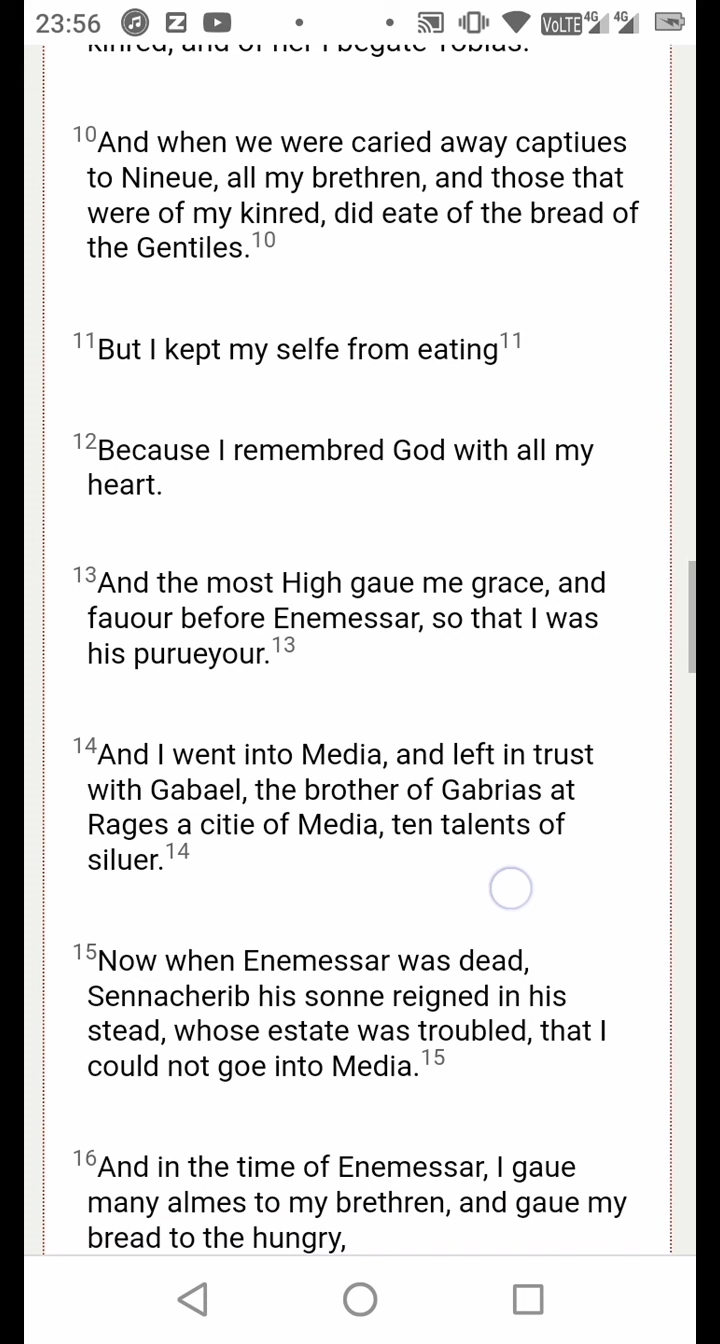 23:56
VoLTE 4G 4G
kinred, and of her I begate Tobias.
10And when we were caried away captiues
to Nineue, all my brethren, and those that
were of my kinred, did eate of the bread of
the Gentiles.10
11But I kept my selfe from eating11
12Because I remembred God with all my
heart.
13And the most High gaue me grace, and
fauour before Enemessar, so that I was
his purueyour.13
14And I went into Media, and left in trust
with Gabael, the brother of Gabrias at
Rages a citie of Media, ten talents of
siluer.14
15Now when Enemessar was dead,
Sennacherib his sonne reigned in his
stead, whose estate was troubled, that I
could not goe into Media.15
16And in the time of Enemessar, I gaue
many almes to my brethren, and gaue my
bread to the hungry,